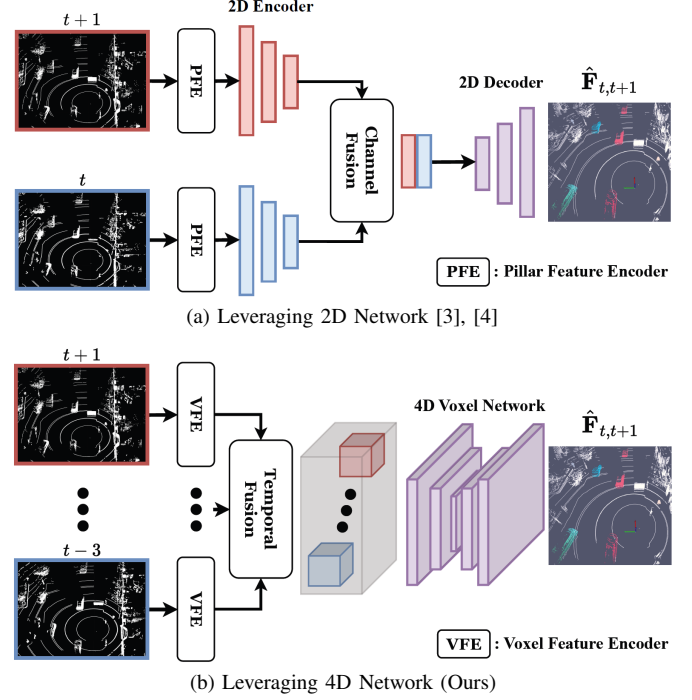 2D Encoder
t + 1
PFE
2D Decoder
F̂ₜ,ₜ₊₁
Channel
Fusion
t
PFE
PFE : Pillar Feature Encoder
(a) Leveraging 2D Network [3], [4]
t + 1
VFE
4D Voxel Network
F̂ₜ,ₜ₊₁
Temporal
Fusion
t − 3
VFE
VFE : Voxel Feature Encoder
(b) Leveraging 4D Network (Ours)